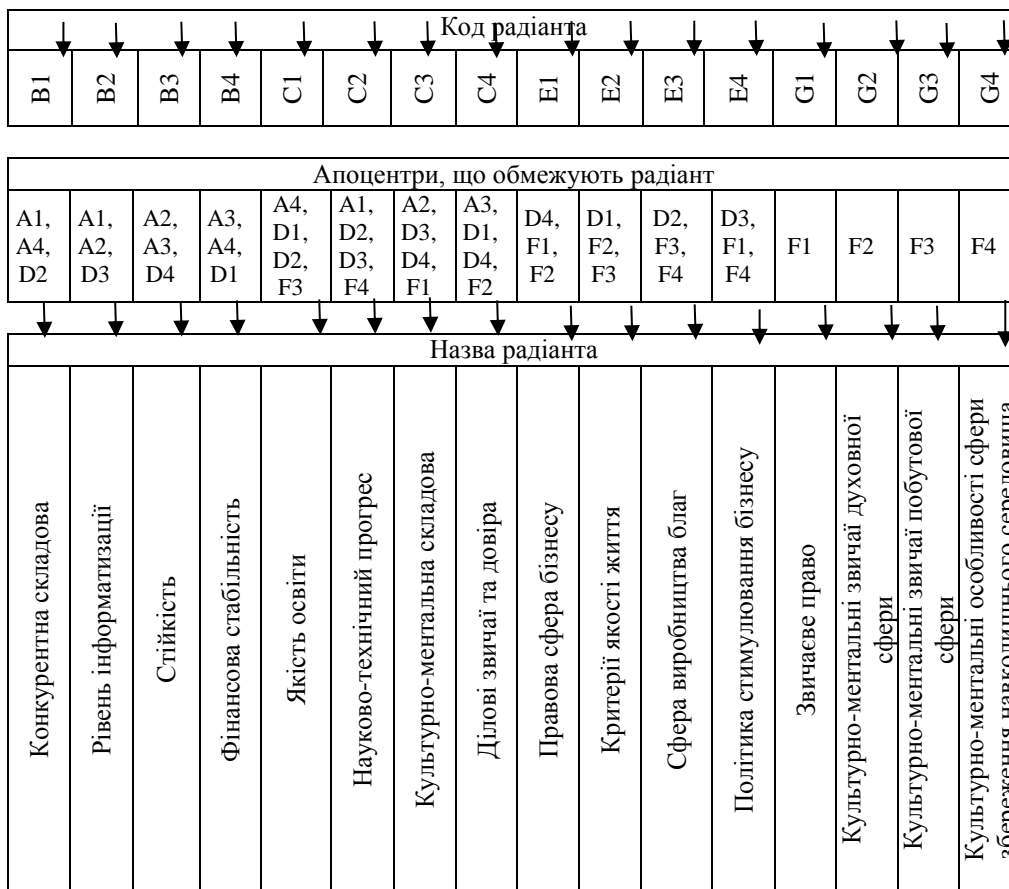 Код радіанта
B1 B2 B3 B4 C1 C2 C3 C4 E1 E2 E3 E4 G1 G2 G3 G4
Апоцентри, що обмежують радіант
A1, A4, D2
A1, A2, D3
A2, A3, D4
A3, A4, D1
A4, D1, D2, F3
A1, D2, D3, F4
A2, D3, D4, F1
A3, D1, D4, F2
D4, F1, F2
D1, F2, F3
D2, F3, F4
D3, F1, F4
F1
F2
F3
F4
Назва радіанта
Конкурентна складова
Рівень інформатизації
Стійкість
Фінансова стабільність
Якість освіти
Науково-технічний прогрес
Культурно-ментальна складова
Ділові звичаї та довіра
Правова сфера бізнесу
Критерії якості життя
Сфера виробництва благ
Політика стимулювання бізнесу
Звичаєве право
Культурно-ментальні звичаї духовної
сфери
Культурно-ментальні звичаї побутової
сфери
Культурно-ментальні особливості сфери
збереження навколишнього середовища